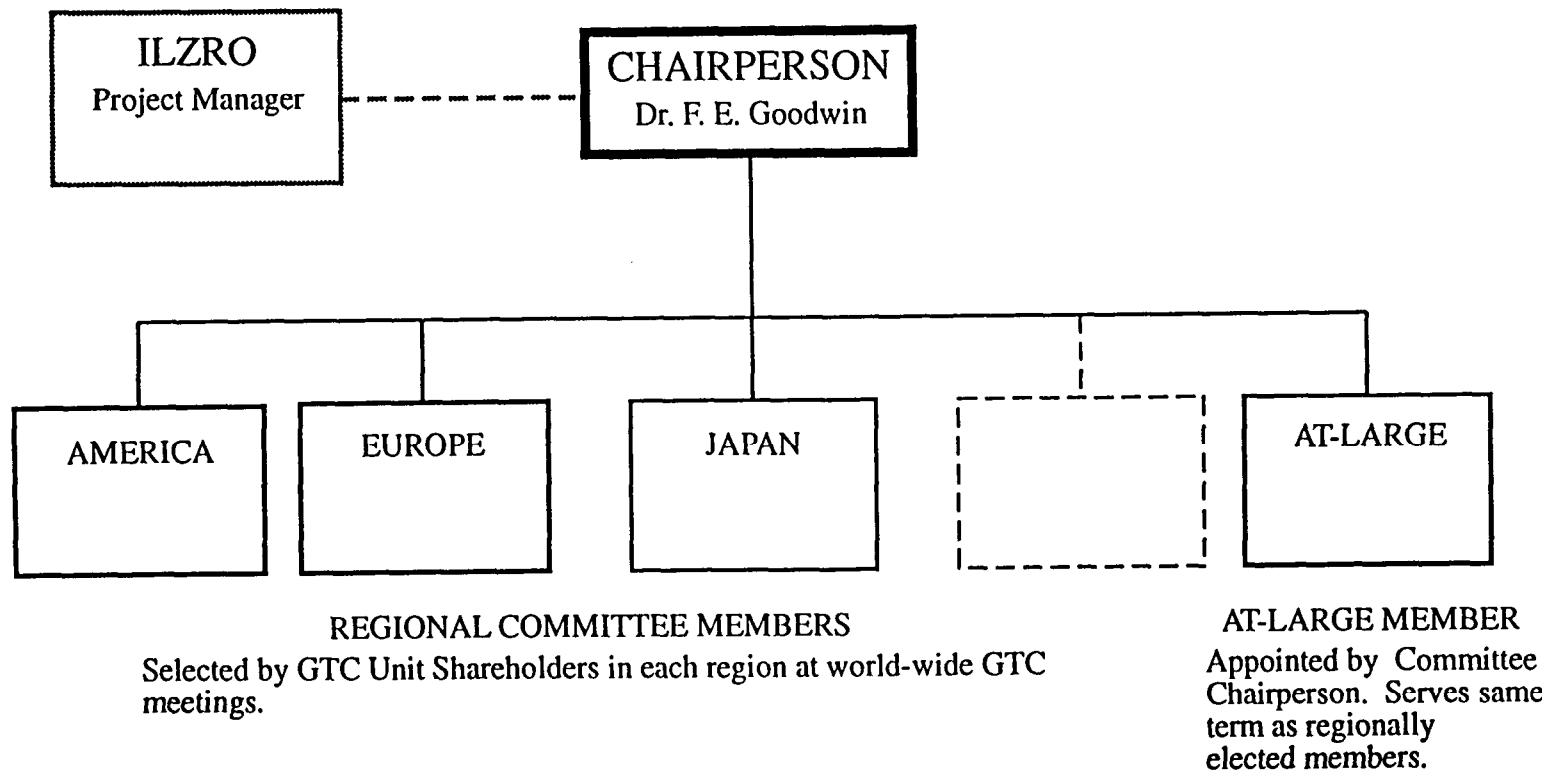 ILZRO
Project Manager
CHAIRPERSON
Dr. F. E. Goodwin
AMERICA
EUROPE
JAPAN
AT-LARGE
REGIONAL COMMITTEE MEMBERS
Selected by GTC Unit Shareholders in each region at world-wide GTC
meetings.
AT-LARGE MEMBER
Appointed by Committee
Chairperson. Serves same
term as regionally
elected members.